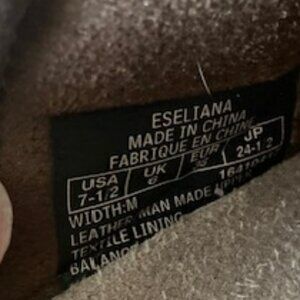 ESELIANA
MADE IN CHINA
FABRIQUE EN CHINE
USA UK EUR JP
7-1/2 6 24-1/2
WIDTH:M
LEATHER MAN MADE UPPER
TEXTILE LINING